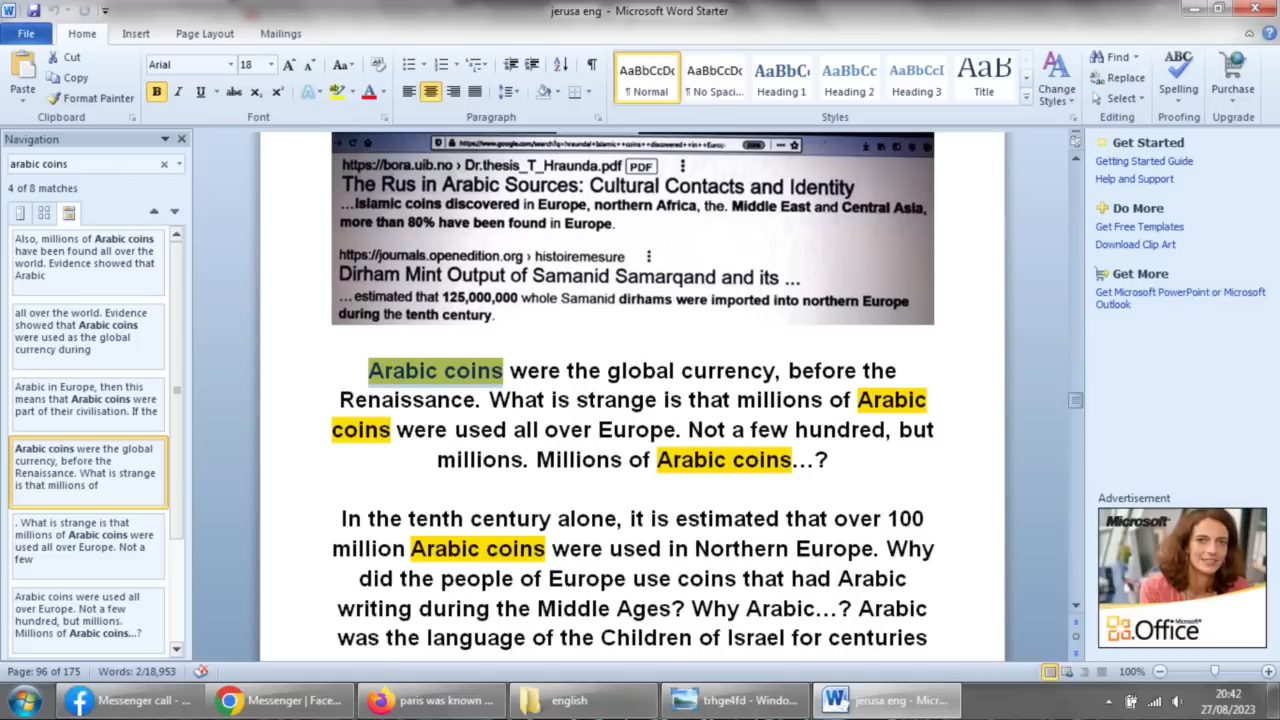 jerusa eng - Microsoft Word Starter
File
Home
Insert
Page Layout
Mailings
Paste
Cut
Copy
Format Painter
Clipboard
Arial
18
Font
Paragraph
AaBbCcDc
¶ Normal
AaBbCcDc
¶ No Spaci...
AaBbC
Heading 1
AaBbCc
Heading 2
AaBbCcI
Heading 3
AaB
Title
Change Styles
Styles
Find
Replace
Select
Editing
ABC
Spelling
Proofing
Purchase
Upgrade
Navigation
arabic coins
4 of 8 matches
Also, millions of Arabic coins
have been found all over the
world. Evidence showed that
Arabic
all over the world. Evidence
showed that Arabic coins
were used as the global
currency during
Arabic in Europe, then this
means that Arabic coins were
part of their civilisation. If the
Arabic coins were the global
currency, before the
Renaissance. What is strange
is that millions of
. What is strange is that
millions of Arabic coins were
used all over Europe. Not a
few
Arabic coins were used all
over Europe. Not a few
hundred, but millions.
Millions of Arabic coins...?
https://bora.uib.no › Dr.thesis_T_Hraunda.pdf PDF
The Rus in Arabic Sources: Cultural Contacts and Identity
...Islamic coins discovered in Europe, northern Africa, the. Middle East and Central Asia,
more than 80% have been found in Europe.
https://journals.openedition.org › histoiremesure
Dirham Mint Output of Samanid Samarqand and its ...
...estimated that 125,000,000 whole Samanid dirhams were imported into northern Europe
during the tenth century.
Arabic coins were the global currency, before the
Renaissance. What is strange is that millions of Arabic
coins were used all over Europe. Not a few hundred, but
millions. Millions of Arabic coins...?
In the tenth century alone, it is estimated that over 100
million Arabic coins were used in Northern Europe. Why
did the people of Europe use coins that had Arabic
writing during the Middle Ages? Why Arabic...? Arabic
was the language of the Children of Israel for centuries
Get Started
Getting Started Guide
Help and Support
Do More
Get Free Templates
Download Clip Art
Get More
Get Microsoft PowerPoint or Microsoft
Outlook
Advertisement
Microsoft
Microsoft
Office
Page: 96 of 175
Words: 2/18,953
100%
Messenger call - ...
Messenger | Face...
paris was known ...
english
trhge4fd - Windo...
jerusa eng - Micr...
20:42
27/08/2023